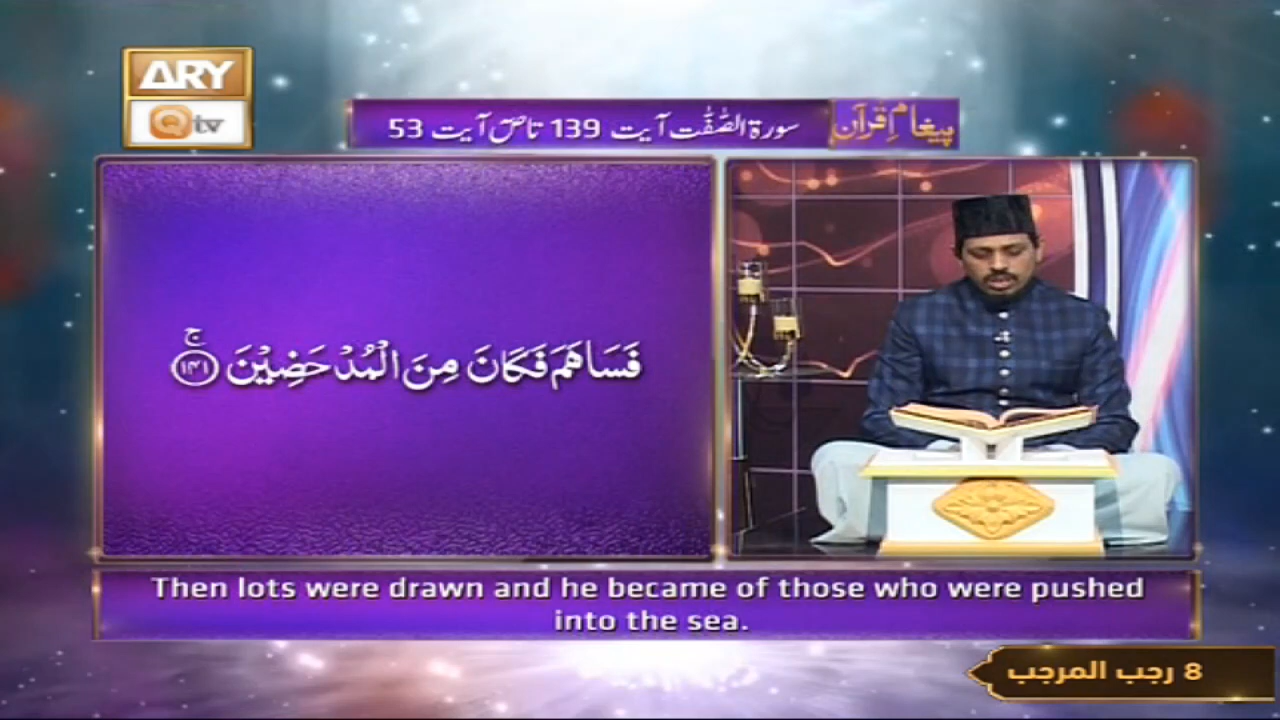 ARY
Qtv
پیغامِ قرآن
سورۃ الصّٰفّٰت آیت 139 تا صٓ آیت 53
فَسَاهَمَ فَكَانَ مِنَ الْمُدْحَضِيْنَ ۚ ﴿١٤١﴾
Then lots were drawn and he became of those who were pushed
into the sea.
8 رجب المرجب